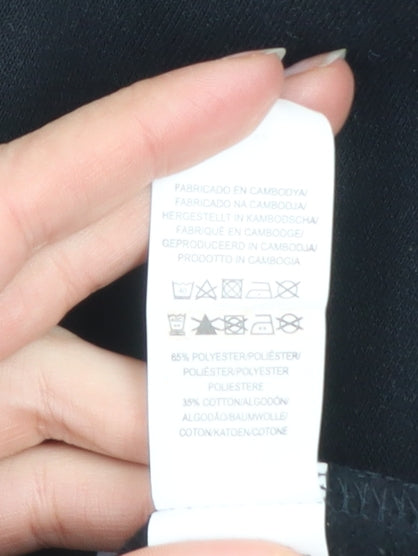 FABRICADO EN CAMBODYA/
FABRICADO NA CAMBODJA/
HERGESTELLT IN KAMBODSCHA/
FABRIQUÉ EN CAMBODGE/
GEPRODUCEERD IN CAMBODJA/
PRODOTTO IN CAMBOGIA
65% POLYESTER/POLIÉSTER/
POLIÉSTER/POLYESTER
POLIESTERE
35% COTTON/ALGODÓN/
ALGODÃO/BAUMWOLLE/
COTON/KATOEN/COTONE